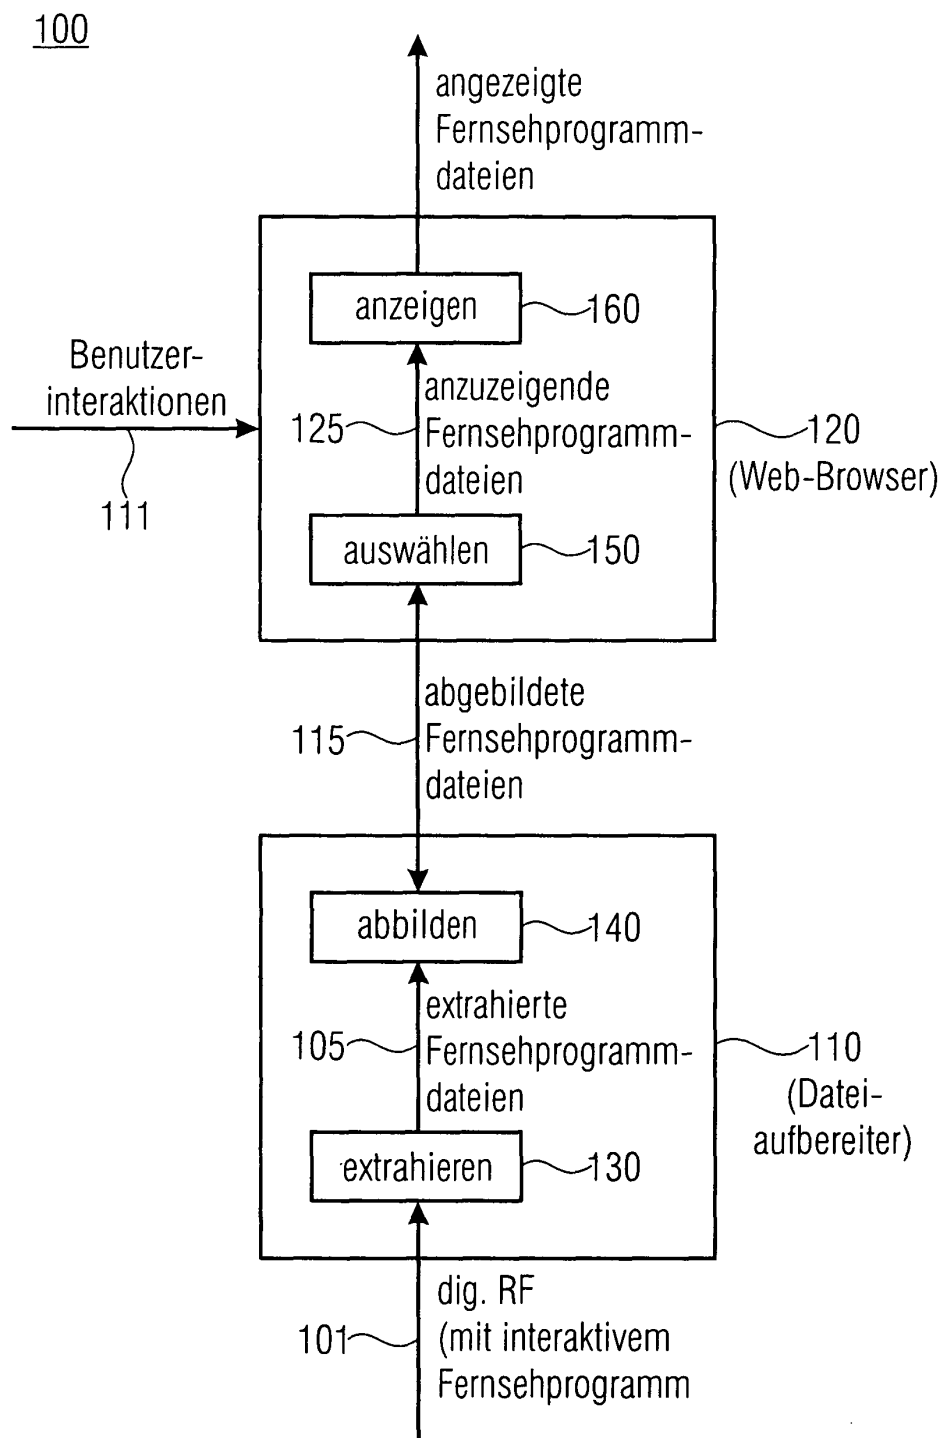 100
angezeigte
Fernsehprogramm-
dateien
anzeigen
160
Benutzer-
interaktionen
111
125
anzuzeigende
Fernsehprogramm-
dateien
120
(Web-Browser)
auswählen
150
115
abgebildete
Fernsehprogramm-
dateien
abbilden
140
105
extrahierte
Fernsehprogramm-
dateien
110
(Datei-
aufbereiter)
extrahieren
130
101
dig. RF
(mit interaktivem
Fernsehprogramm